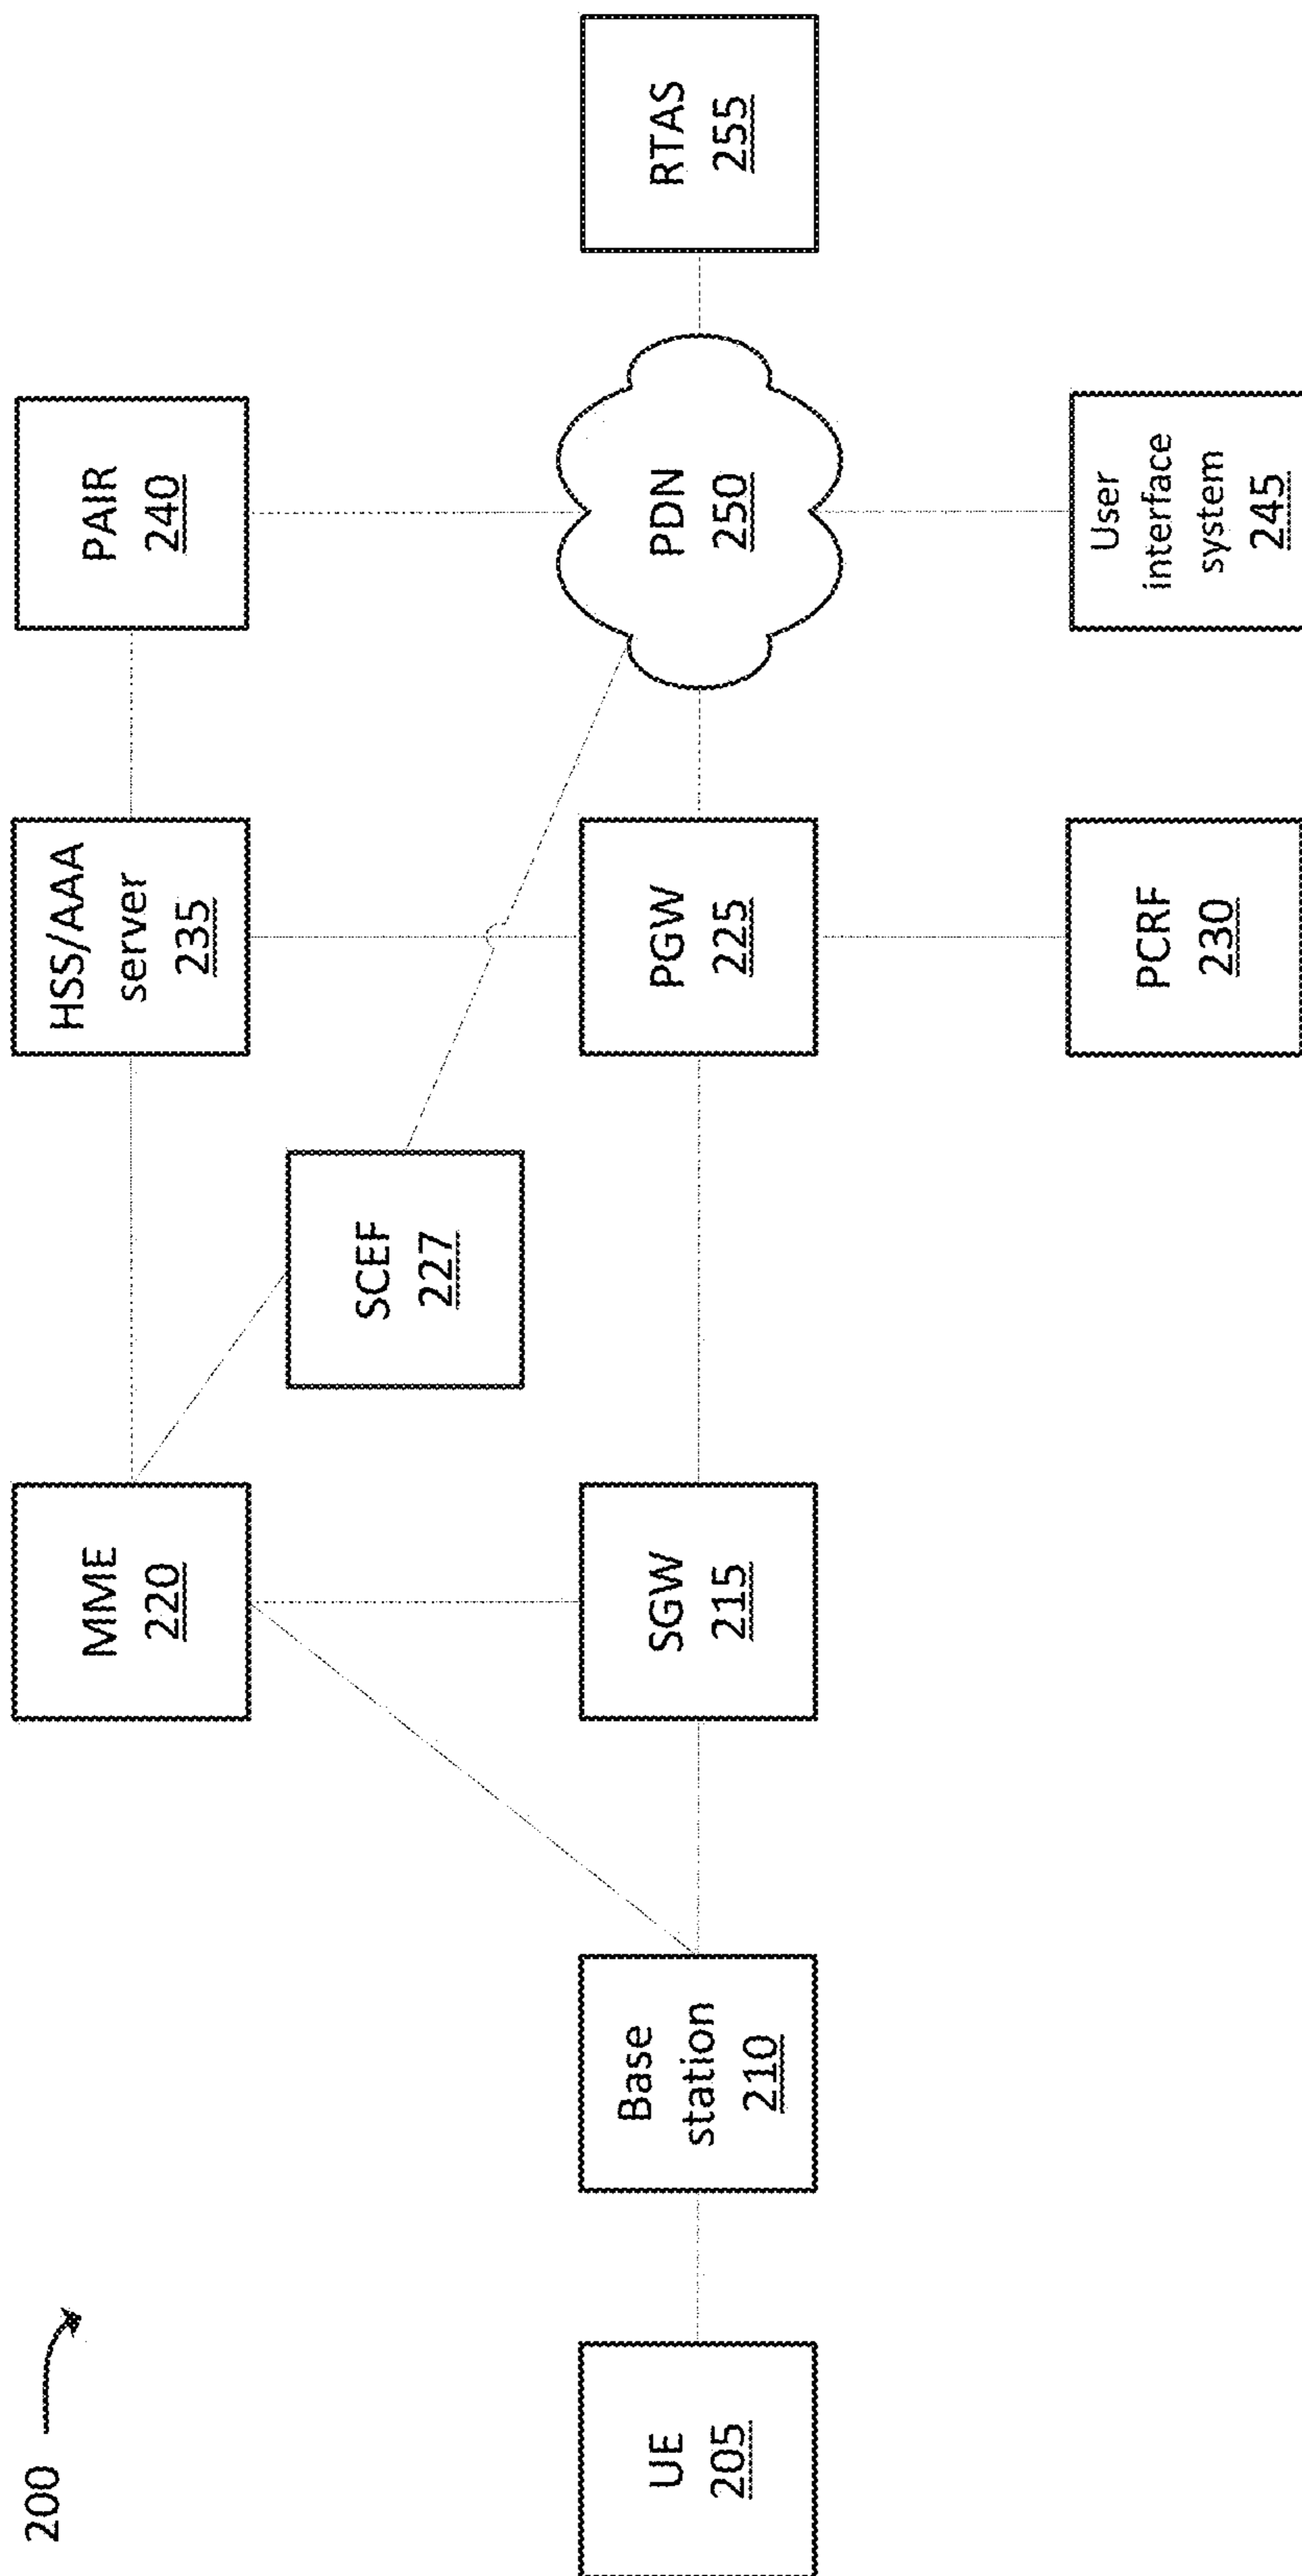 200
UE
205
Base
station
210
MME
220
SGW
215
SCEF
227
HSS/AAA
server
235
PGW
225
PCRF
230
PAIR
240
PDN
250
User
interface
system
245
RTAS
255